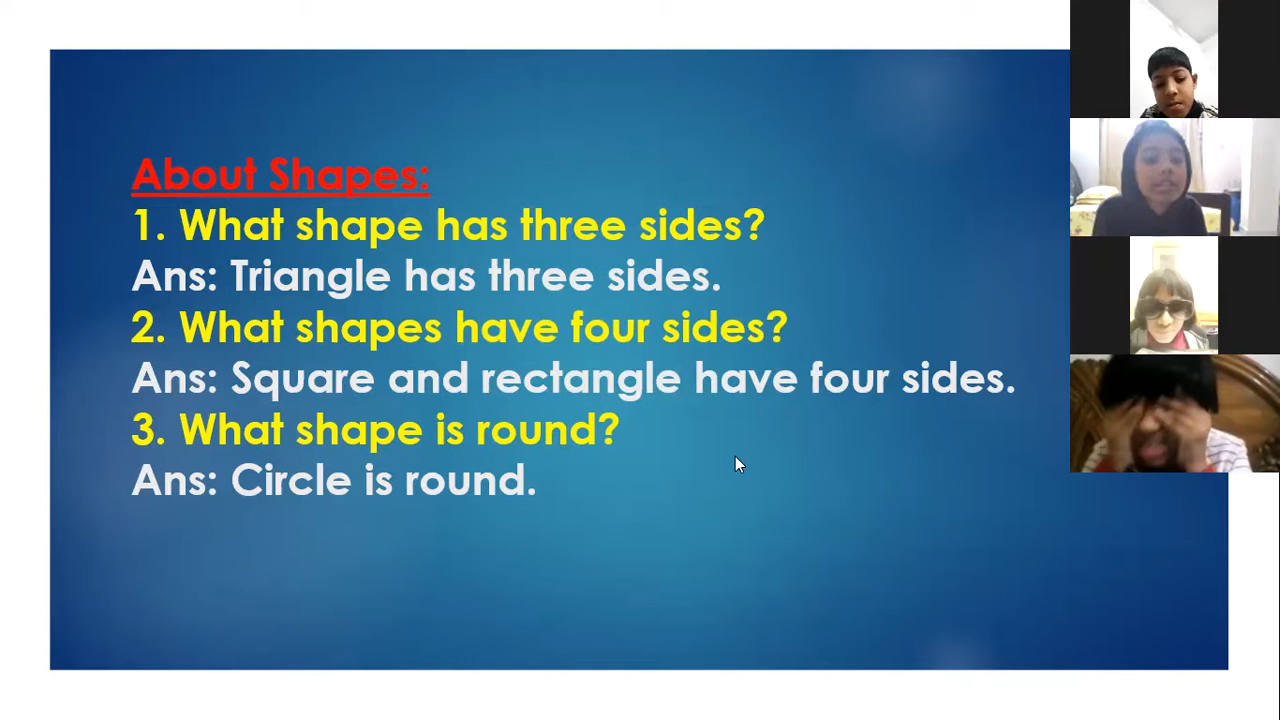 About Shapes:
1. What shape has three sides?
Ans: Triangle has three sides.
2. What shapes have four sides?
Ans: Square and rectangle have four sides.
3. What shape is round?
Ans: Circle is round.